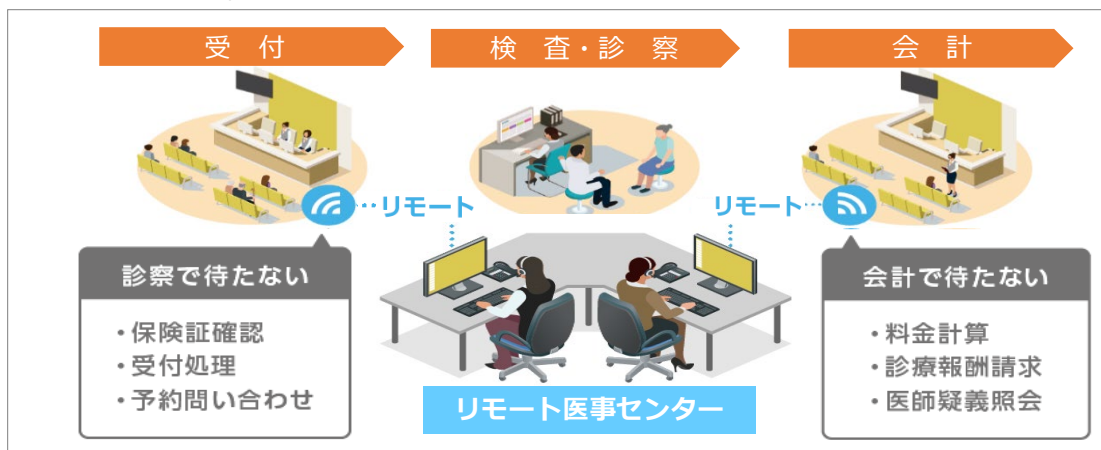 受 付
検 査・診 察
会 計
…リモート
リモート…
診察で待たない
・保険証確認
・受付処理
・予約問い合わせ
会計で待たない
・料金計算
・診療報酬請求
・医師疑義照会
リモート医事センター